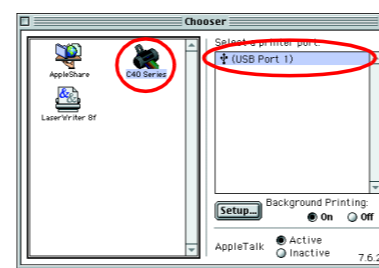 Chooser
AppleShare
C40 Series
LaserWriter 8f
Select a printer port:
(USB Port 1)
Setup...
Background Printing:
On Off
AppleTalk
Active
Inactive
7.6.2